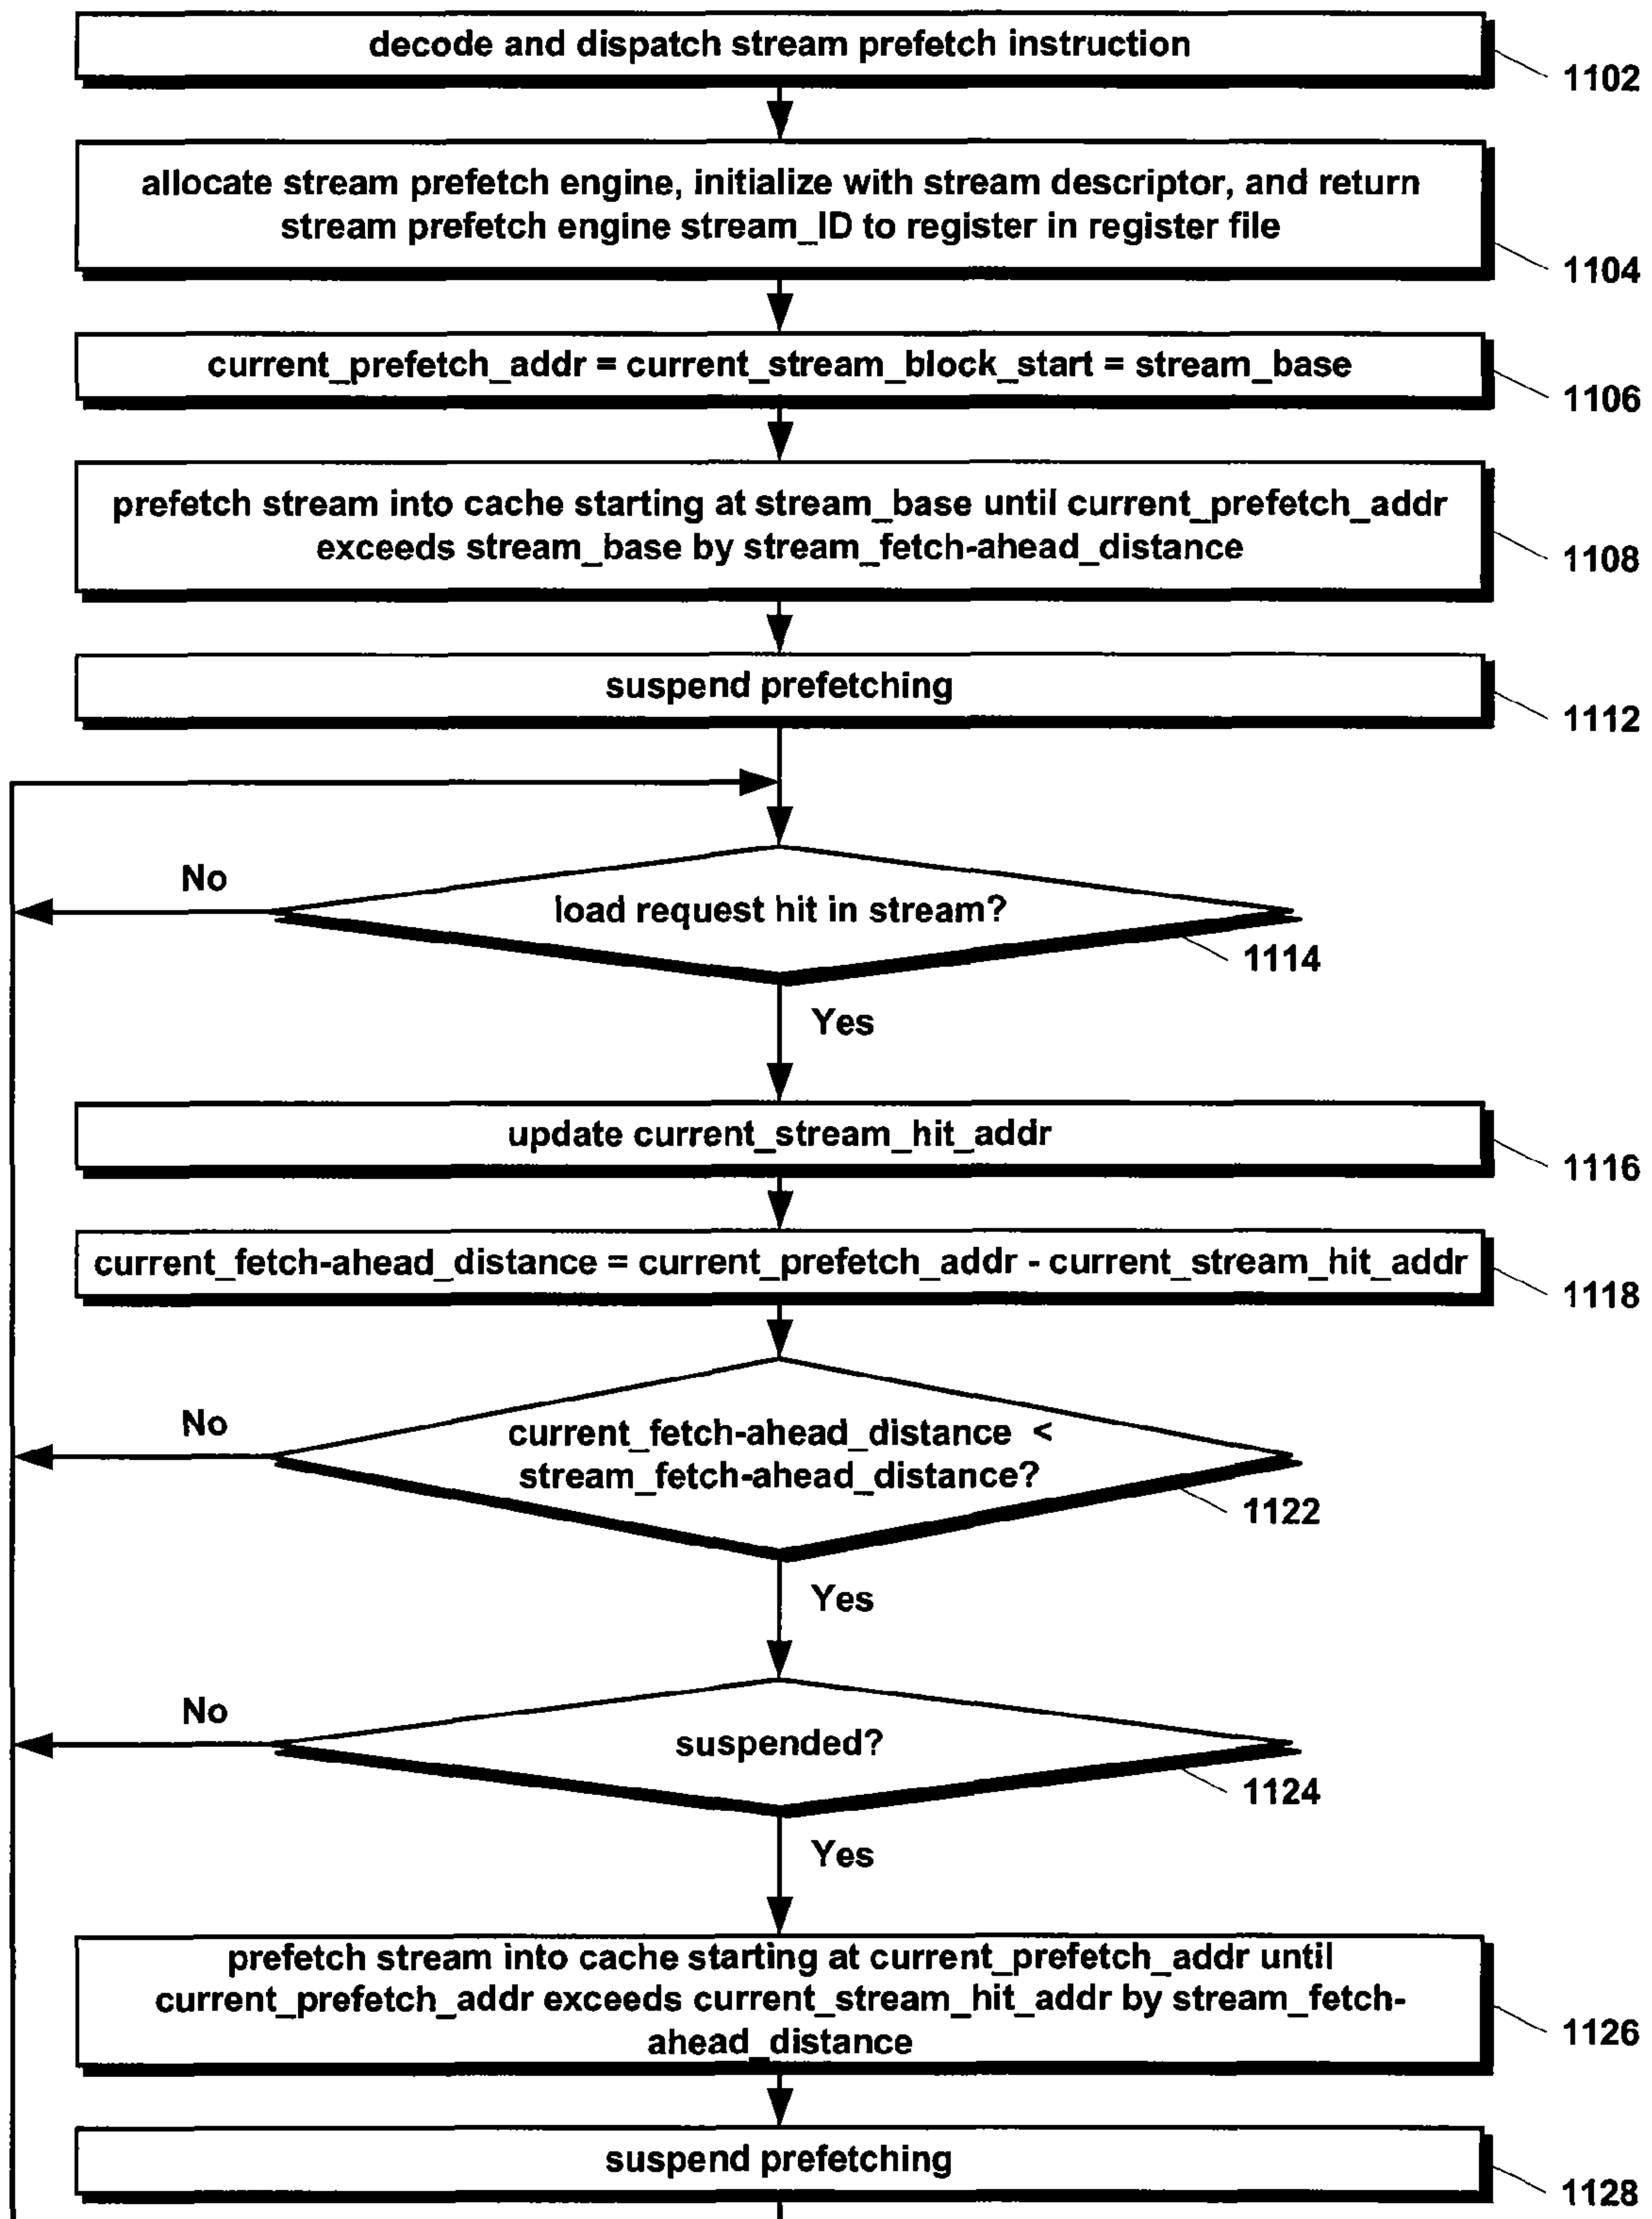 decode and dispatch stream prefetch instruction
1102
allocate stream prefetch engine, initialize with stream descriptor, and return
stream prefetch engine stream_ID to register in register file
1104
current_prefetch_addr = current_stream_block_start = stream_base
1106
prefetch stream into cache starting at stream_base until current_prefetch_addr
exceeds stream_base by stream_fetch-ahead_distance
1108
suspend prefetching
1112
No
load request hit in stream?
1114
Yes
update current_stream_hit_addr
1116
current_fetch-ahead_distance = current_prefetch_addr - current_stream_hit_addr
1118
No
current_fetch-ahead_distance <
stream_fetch-ahead_distance?
1122
Yes
No
suspended?
1124
Yes
prefetch stream into cache starting at current_prefetch_addr until
current_prefetch_addr exceeds current_stream_hit_addr by stream_fetch-
ahead_distance
1126
suspend prefetching
1128